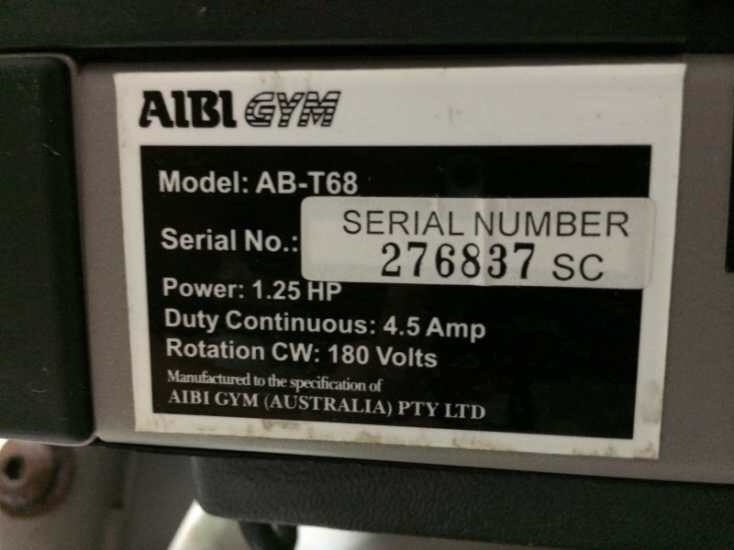 AIBI GYM
Model: AB-T68
Serial No.:
SERIAL NUMBER
276837 SC
Power: 1.25 HP
Duty Continuous: 4.5 Amp
Rotation CW: 180 Volts
Manufactured to the specification of
AIBI GYM (AUSTRALIA) PTY LTD